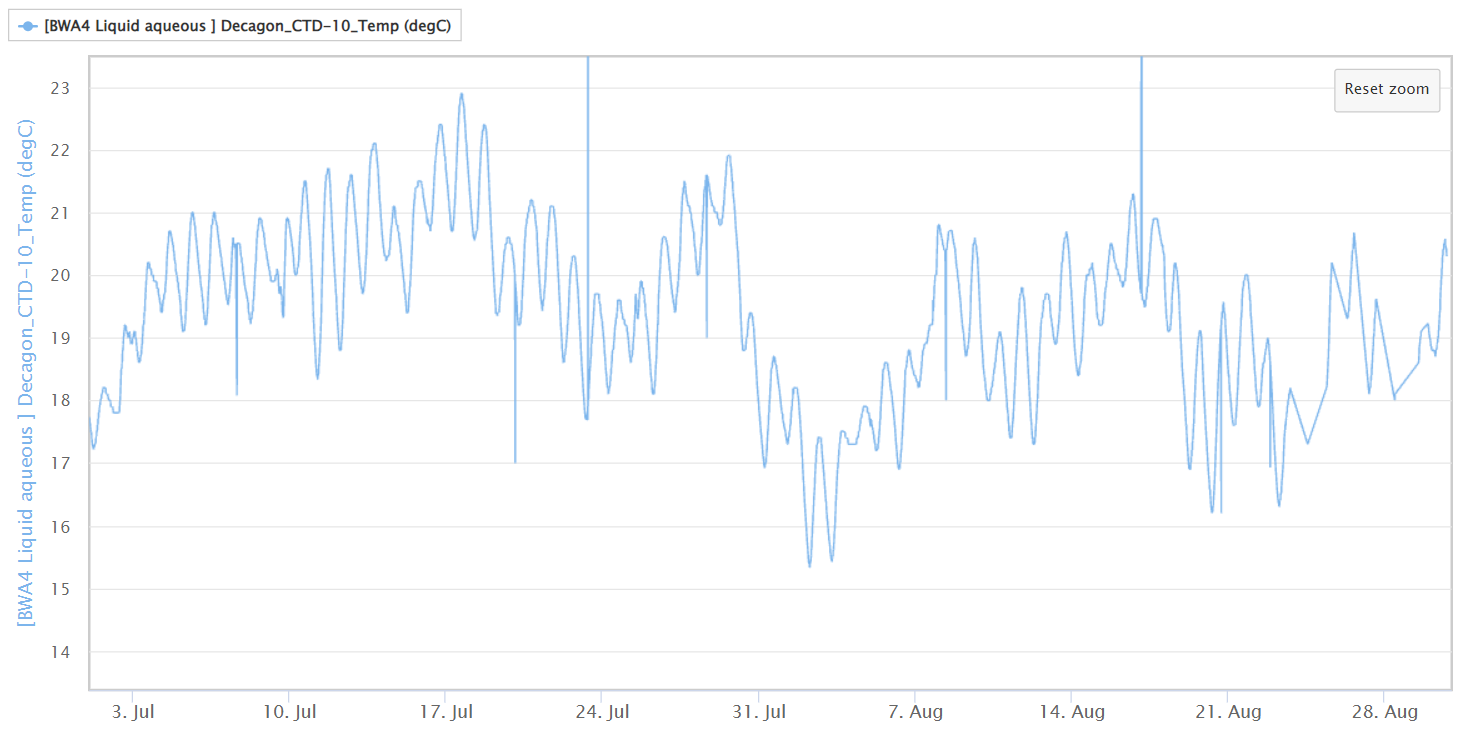 [BWA4 Liquid aqueous ] Decagon_CTD-10_Temp (degC)
Reset zoom
[BWA4 Liquid aqueous ] Decagon_CTD-10_Temp (degC)
23
22
21
20
19
18
17
16
15
14
3. Jul 10. Jul 17. Jul 24. Jul 31. Jul 7. Aug 14. Aug 21. Aug 28. Aug